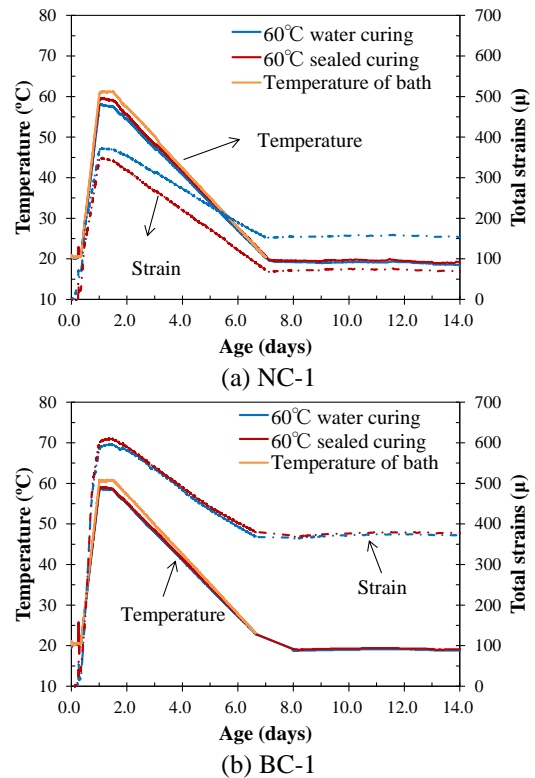 80
70
60
50
40
30
20
10
Temperature (ºC)
700
600
500
400
300
200
100
0
Total strains (μ)
60℃ water curing
60℃ sealed curing
Temperature of bath
Temperature
Strain
0.0 2.0 4.0 6.0 8.0 10.0 12.0 14.0
Age (days)
(a) NC-1
80
70
60
50
40
30
20
10
Temperature (ºC)
700
600
500
400
300
200
100
0
Total strains (μ)
60℃ water curing
60℃ sealed curing
Temperature of bath
Strain
Temperature
0.0 2.0 4.0 6.0 8.0 10.0 12.0 14.0
Age (days)
(b) BC-1